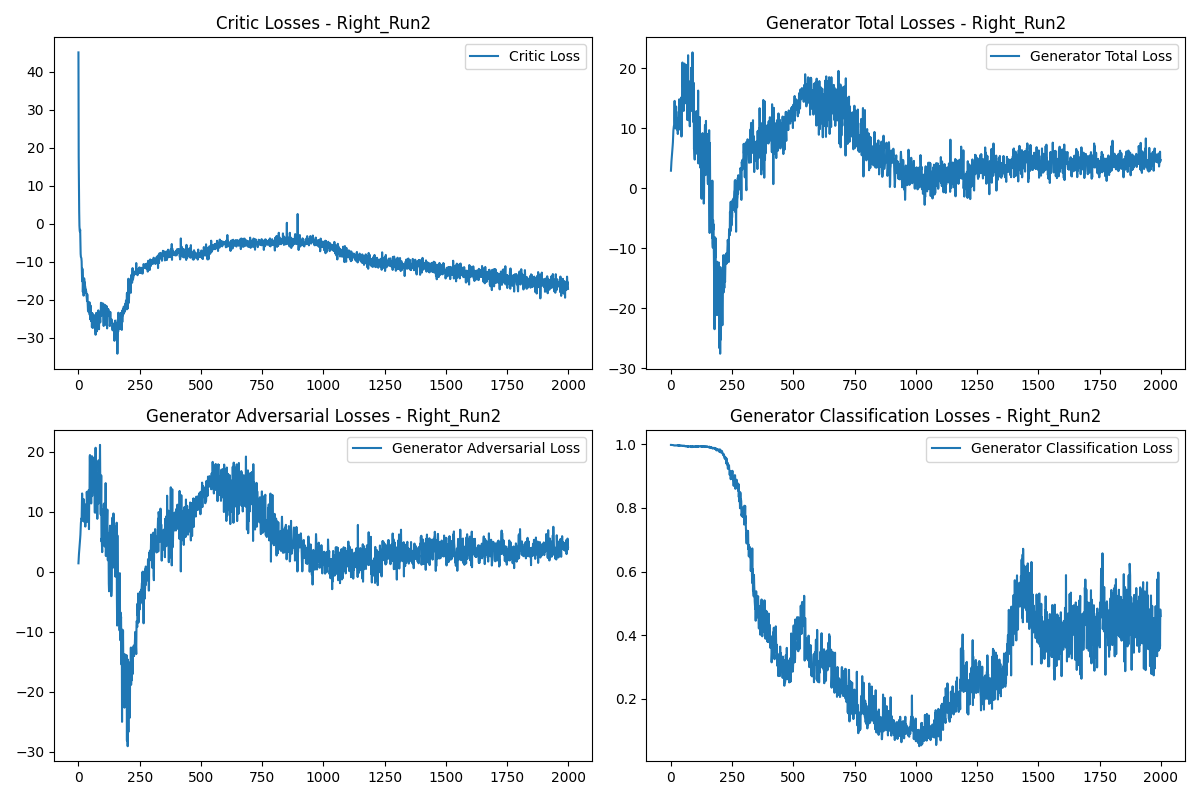 Critic Losses - Right_Run2
Critic Loss
40
30
20
10
0
−10
−20
−30
0 250 500 750 1000 1250 1500 1750 2000
Generator Total Losses - Right_Run2
Generator Total Loss
20
10
0
−10
−20
−30
0 250 500 750 1000 1250 1500 1750 2000
Generator Adversarial Losses - Right_Run2
Generator Adversarial Loss
20
10
0
−10
−20
−30
0 250 500 750 1000 1250 1500 1750 2000
Generator Classification Losses - Right_Run2
Generator Classification Loss
1.0
0.8
0.6
0.4
0.2
0 250 500 750 1000 1250 1500 1750 2000